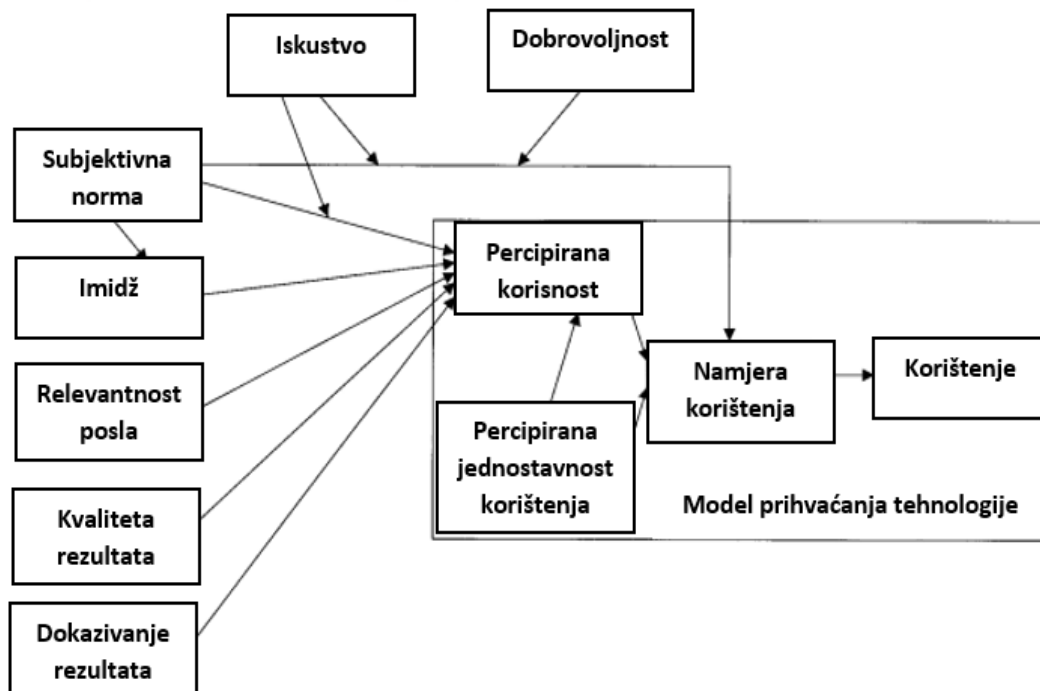 Iskustvo
Dobrovoljnost
Subjektivna
norma
Imidž
Relevantnost
posla
Kvaliteta
rezultata
Dokazivanje
rezultata
Percipirana
korisnost
Percipirana
jednostavnost
korištenja
Namjera
korištenja
Korištenje
Model prihvaćanja tehnologije